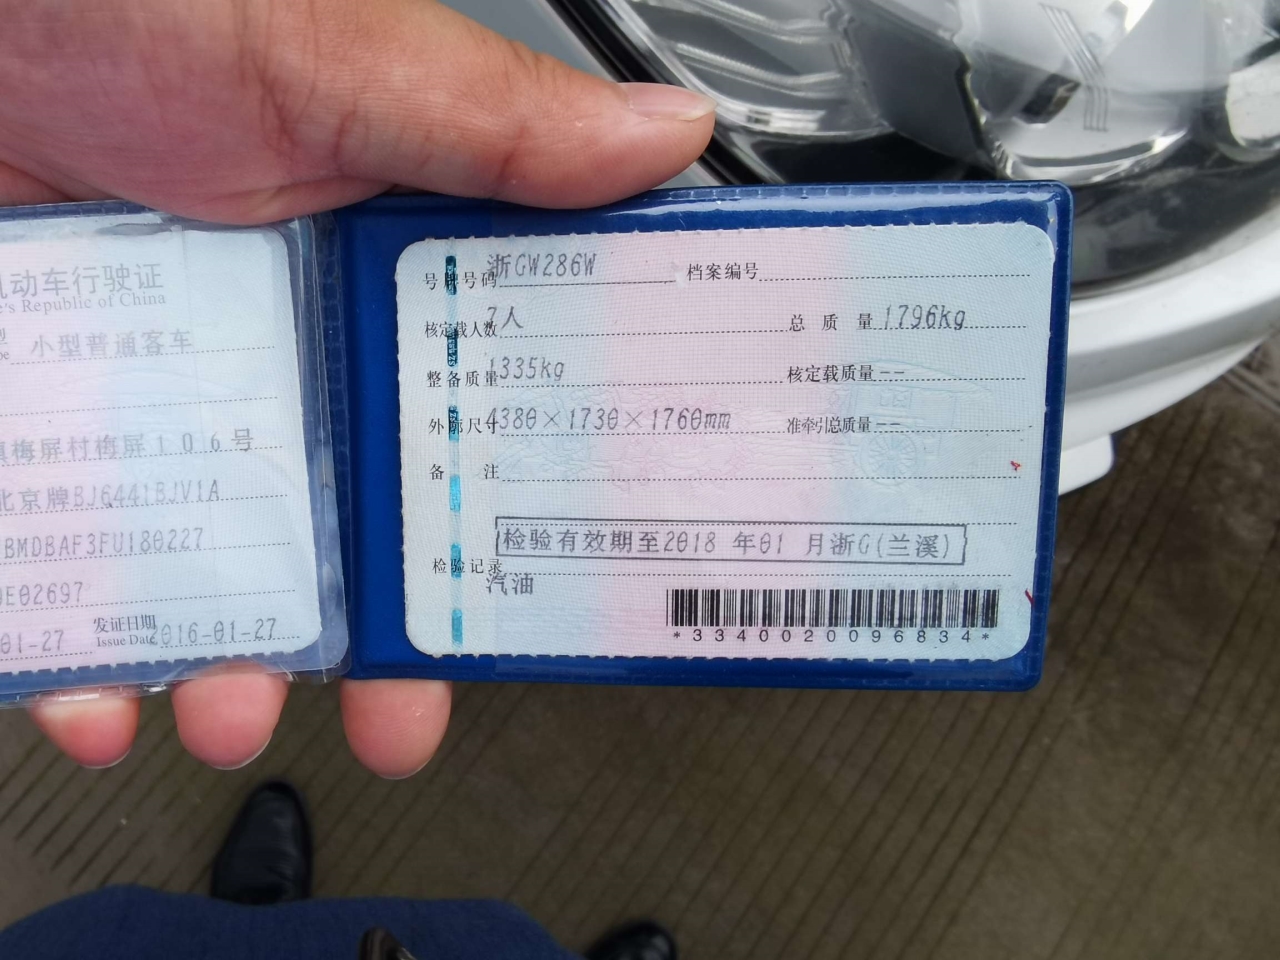 机动车行驶证
's Republic of China
小型普通客车
镇梅屏村梅屏106号
北京牌BJ6441BJV1A
BMDBAF3FU180227
E02697
01-27
发证日期
Issue Date
2016-01-27
号牌号码 浙GW286W 档案编号
核定载人数 7人 总质量 1796kg
整备质量 1335kg 核定载质量 --
外廓尺寸 4380×1730×1760mm 准牵引总质量 --
备注
检验有效期至2018年01月浙G(兰溪)
检验记录
汽油
*3340020096834*